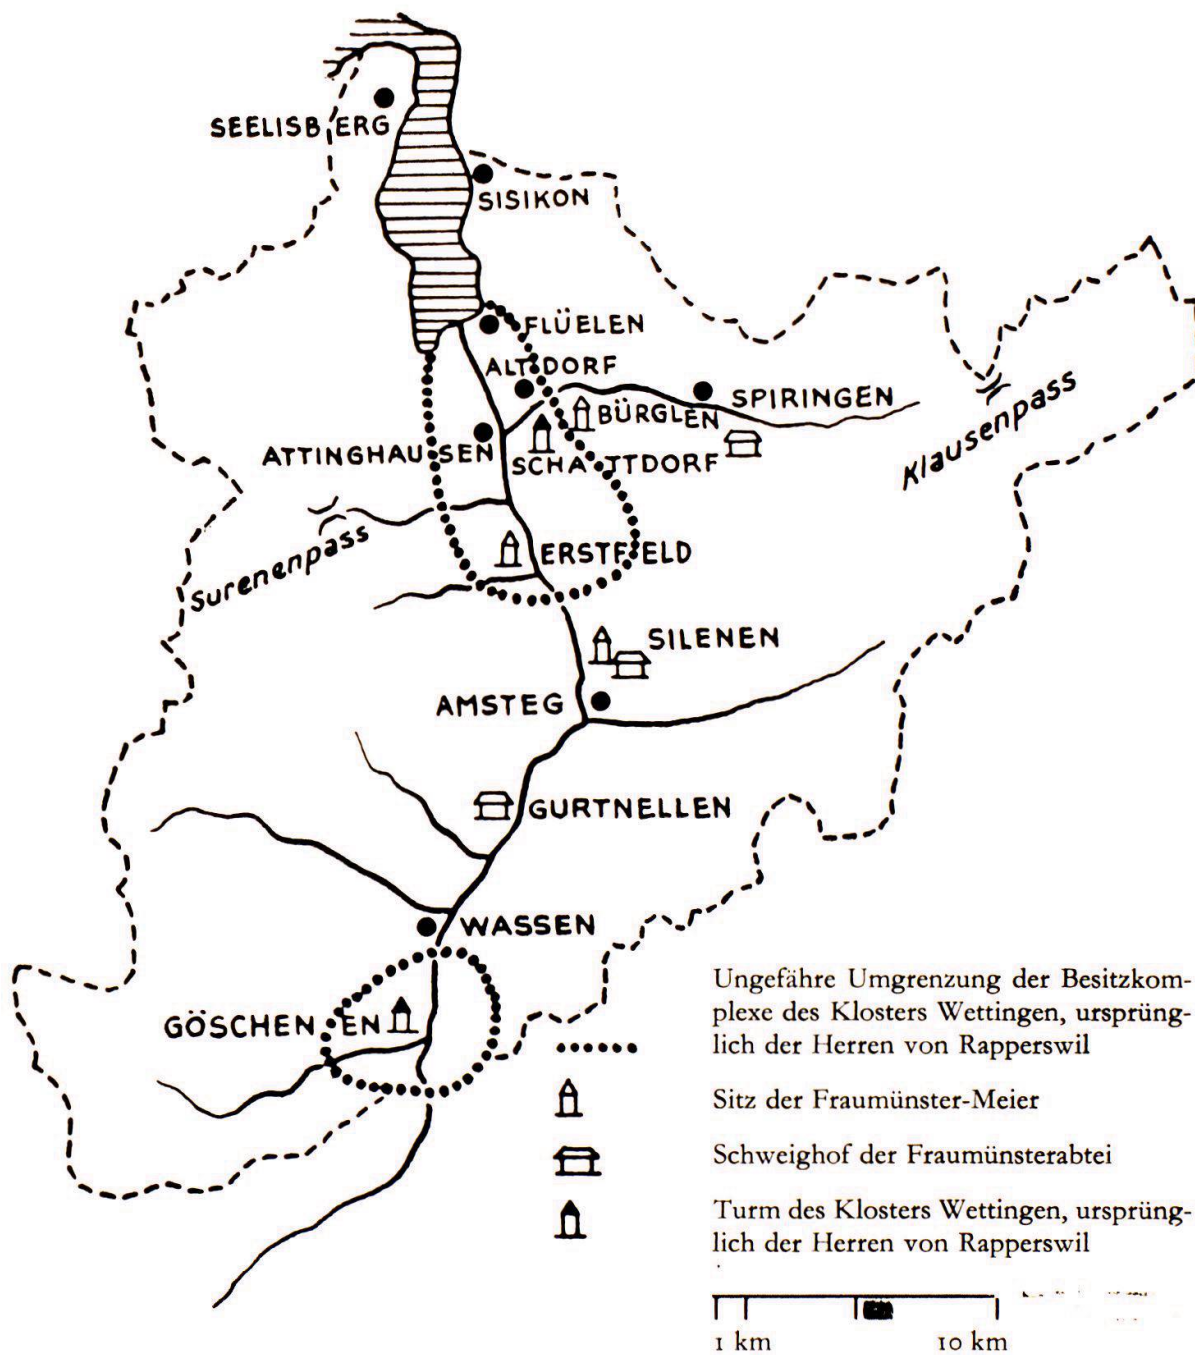 SEELISBERG
SISIKON
FLÜELEN
ALTDORF
SPIRINGEN
BÜRGLEN
Klausenpass
ATTINGHAUSEN
SCHATTDORF
Surenenpass
ERSTFELD
SILENEN
AMSTEG
GURTNELLEN
WASSEN
GÖSCHENEN
Ungefähre Umgrenzung der Besitzkom-
plexe des Klosters Wettingen, ursprüng-
lich der Herren von Rapperswil
Sitz der Fraumünster-Meier
Schweighof der Fraumünsterabtei
Turm des Klosters Wettingen, ursprüng-
lich der Herren von Rapperswil
1 km 10 km